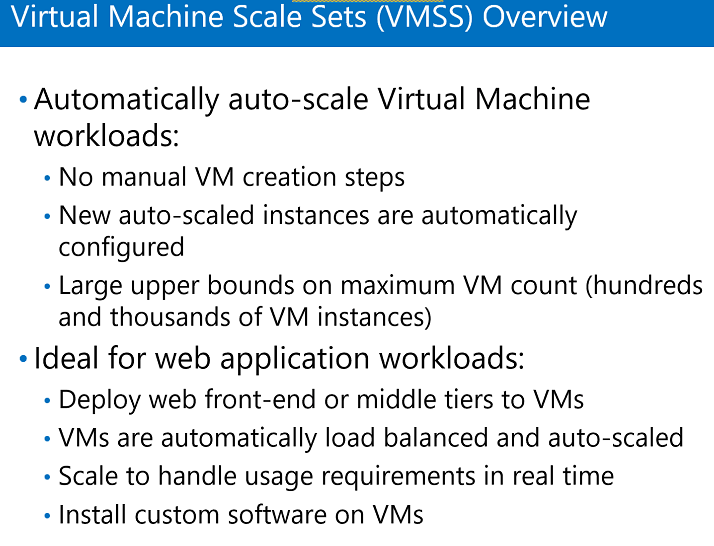 Virtual Machine Scale Sets (VMSS) Overview
• Automatically auto-scale Virtual Machine
workloads:
• No manual VM creation steps
• New auto-scaled instances are automatically
configured
• Large upper bounds on maximum VM count (hundreds
and thousands of VM instances)
• Ideal for web application workloads:
• Deploy web front-end or middle tiers to VMs
• VMs are automatically load balanced and auto-scaled
• Scale to handle usage requirements in real time
• Install custom software on VMs